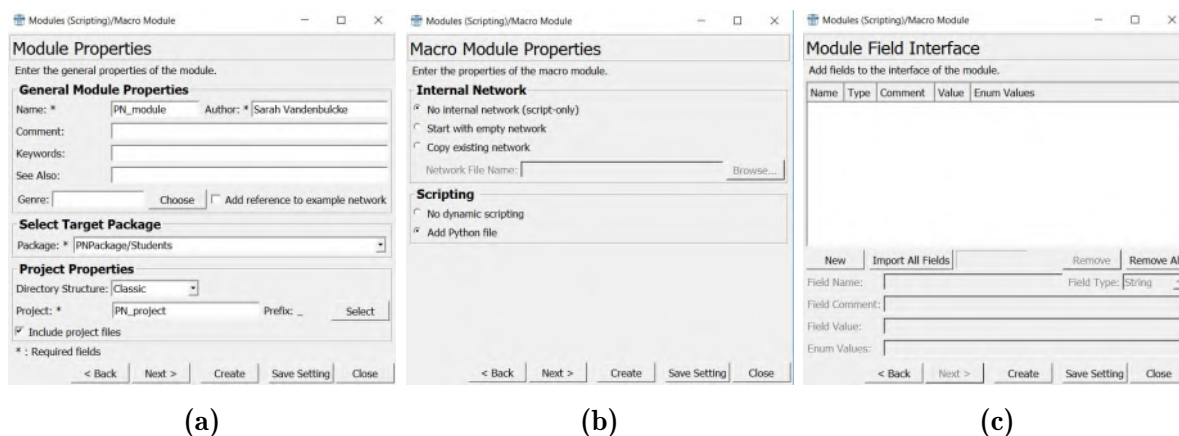 Modules (Scripting)/Macro Module
Module Properties
Enter the general properties of the module.
General Module Properties
Name: * PN_module Author: * Sarah Vandenbulcke
Comment:
Keywords:
See Also:
Genre: Choose Add reference to example network
Select Target Package
Package: * PNPackage/Students
Project Properties
Directory Structure: Classic
Project: * PN_project Prefix: _ Select
Include project files
* : Required fields
< Back Next > Create Save Setting Close
(a)
Modules (Scripting)/Macro Module
Macro Module Properties
Enter the properties of the macro module.
Internal Network
No internal network (script-only)
Start with empty network
Copy existing network
Network File Name: Browse...
Scripting
No dynamic scripting
Add Python file
< Back Next > Create Save Setting Close
(b)
Modules (Scripting)/Macro Module
Module Field Interface
Add fields to the interface of the module.
Name Type Comment Value Enum Values
New Import All Fields Remove Remove Al
Field Name: Field Type: String
Field Comment:
Field Value:
Enum Values:
< Back Next > Create Save Setting Close
(c)